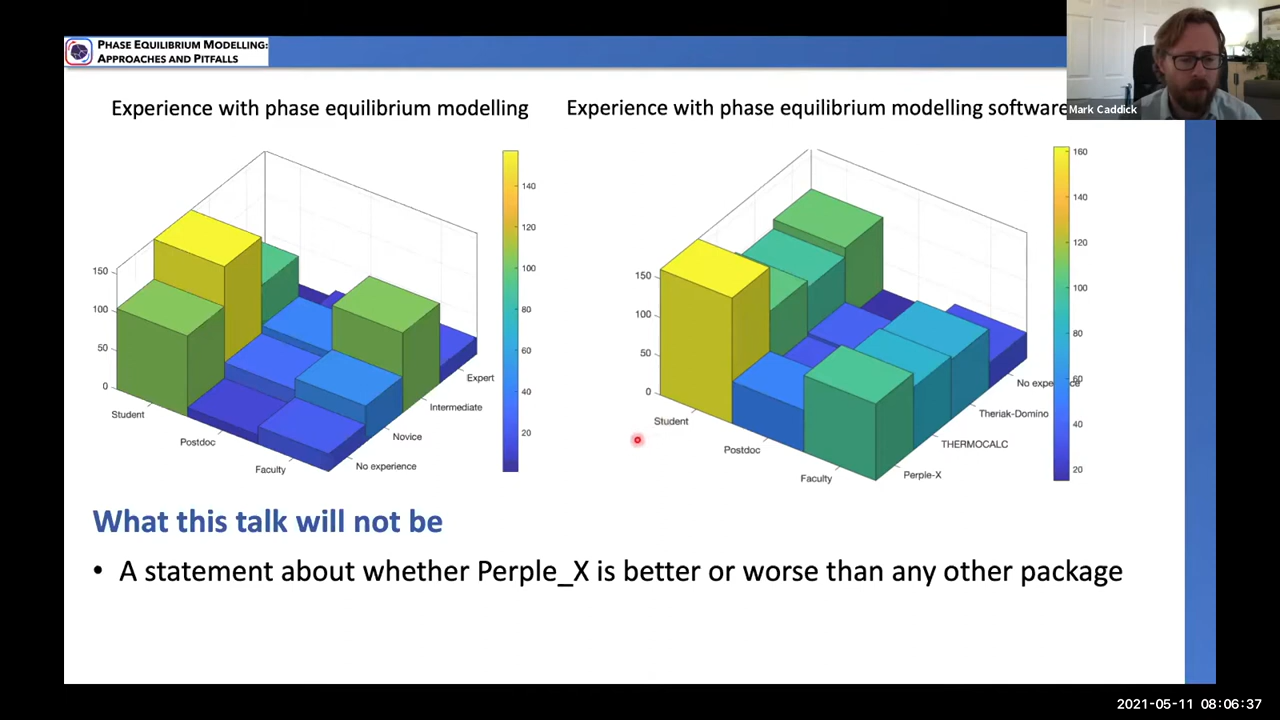 PHASE EQUILIBRIUM MODELLING:
APPROACHES AND PITFALLS
Mark Caddick
Experience with phase equilibrium modelling
150
100
50
0
Student
Postdoc
Faculty
No experience
Novice
Intermediate
Expert
140
120
100
80
60
40
20
Experience with phase equilibrium modelling software
150
100
50
0
Student
Postdoc
Faculty
Perple-X
THERMOCALC
Theriak-Domino
No experience
160
140
120
100
80
60
40
20
What this talk will not be
• A statement about whether Perple_X is better or worse than any other package
2021-05-11 08:06:37